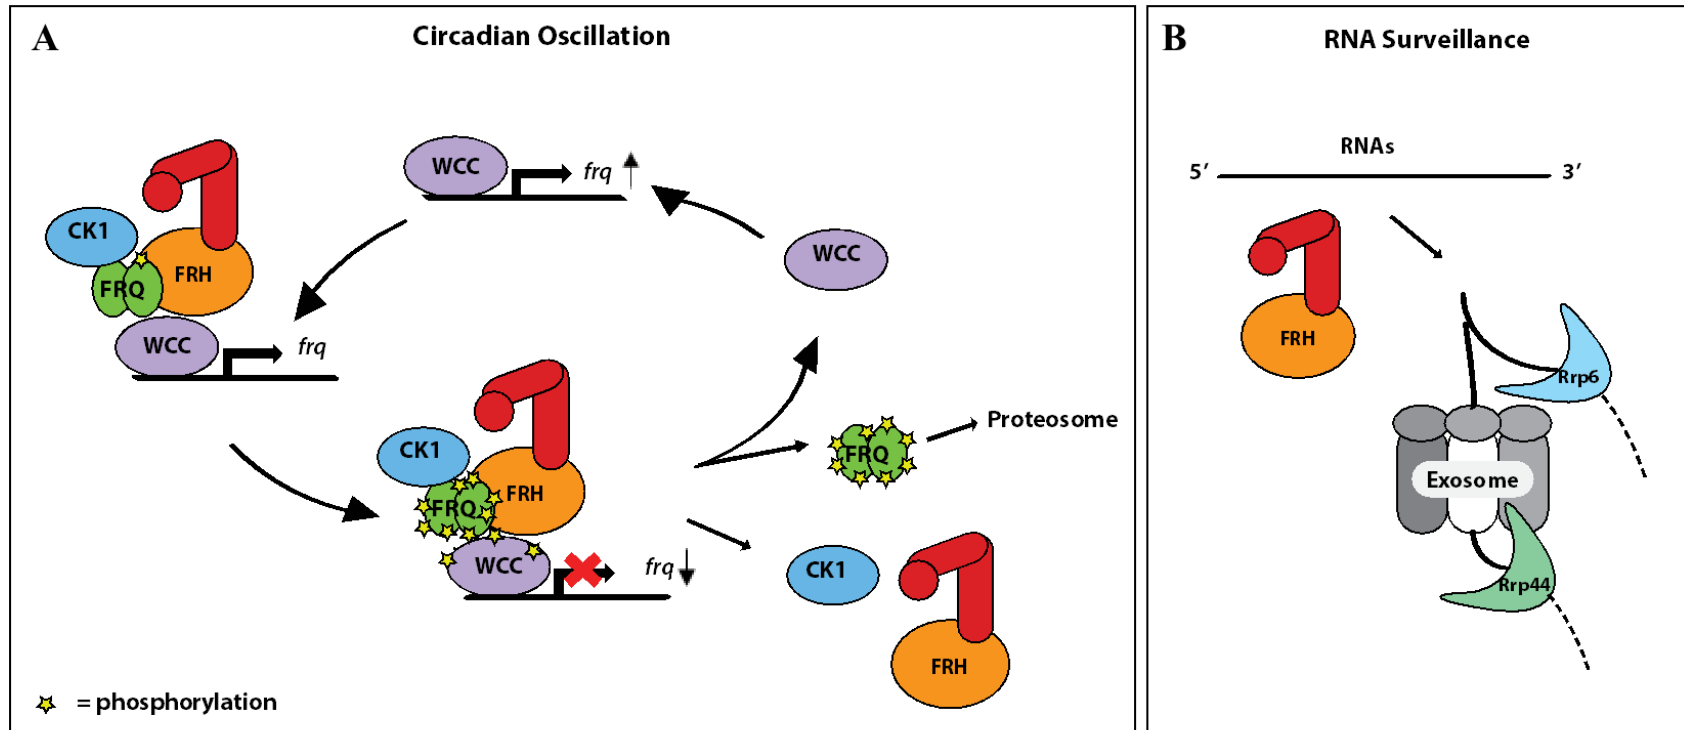 A
Circadian Oscillation
WCC
frq
CK1
FRH
FRQ
WCC
frq
WCC
CK1
FRH
FRQ
WCC
frq
FRQ
Proteosome
CK1
FRH
= phosphorylation
B
RNA Surveillance
RNAs
5′
3′
FRH
Rrp6
Exosome
Rrp44